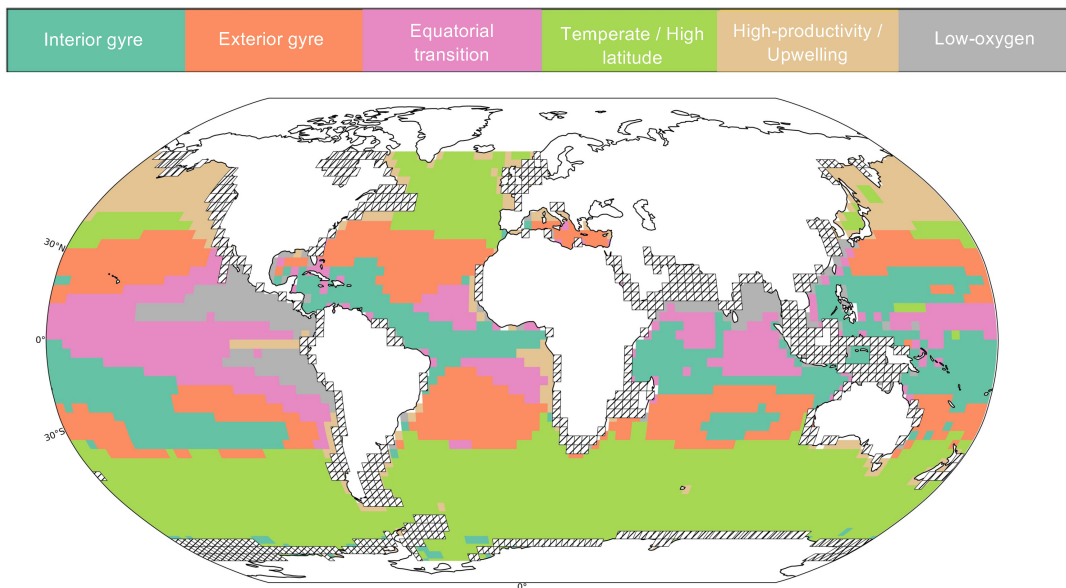 Interior gyre
Exterior gyre
Equatorial
transition
Temperate / High
latitude
High-productivity /
Upwelling
Low-oxygen
30°N
0°
30°S
0°